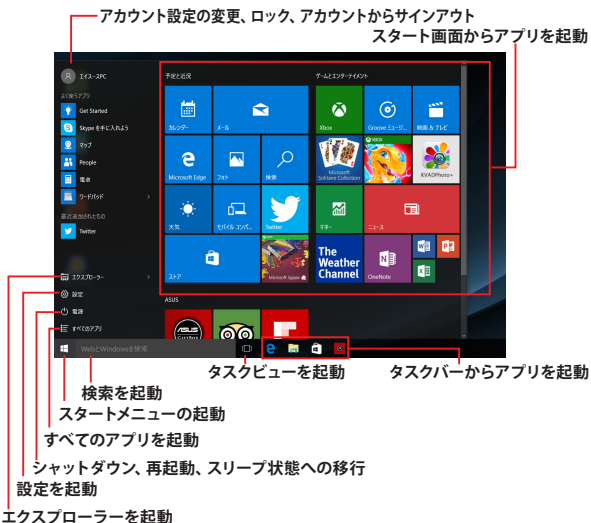 アカウント設定の変更、ロック、アカウントからサインアウト
スタート画面からアプリを起動
エイスースPC
よく使うアプリ
Get Started
Skype を手に入れよう
マップ
People
電卓
ワードパッド
最近追加されたもの
Twitter
エクスプローラー
設定
電源
すべてのアプリ
WebとWindowsを検索
予定と近況
カレンダー
メール
Microsoft Edge
フォト
検索
天気
モバイル コンパ...
Twitter
ストア
Microsoft Jigsaw
ゲームとエンターテイメント
Xbox
Groove ミュージ...
映画 & テレビ
Microsoft
Solitaire Collection
XBOX
KVADPhoto+
マネー
ニュース
The
Weather
Channel
OneNote
ASUS
ASUS
タスクビューを起動
タスクバーからアプリを起動
検索を起動
スタートメニューの起動
すべてのアプリを起動
シャットダウン、再起動、スリープ状態への移行
設定を起動
エクスプローラーを起動